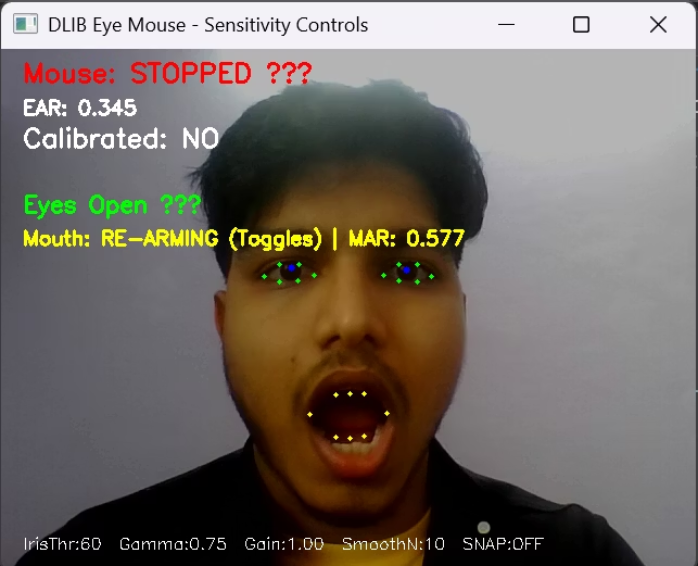 DLIB Eye Mouse - Sensitivity Controls
Mouse: STOPPED ???
EAR: 0.345
Calibrated: NO
Eyes Open ???
Mouth: RE-ARMING (Toggles) | MAR: 0.577
IrisThr:60 Gamma:0.75 Gain:1.00 SmoothN:10 SNAP:OFF